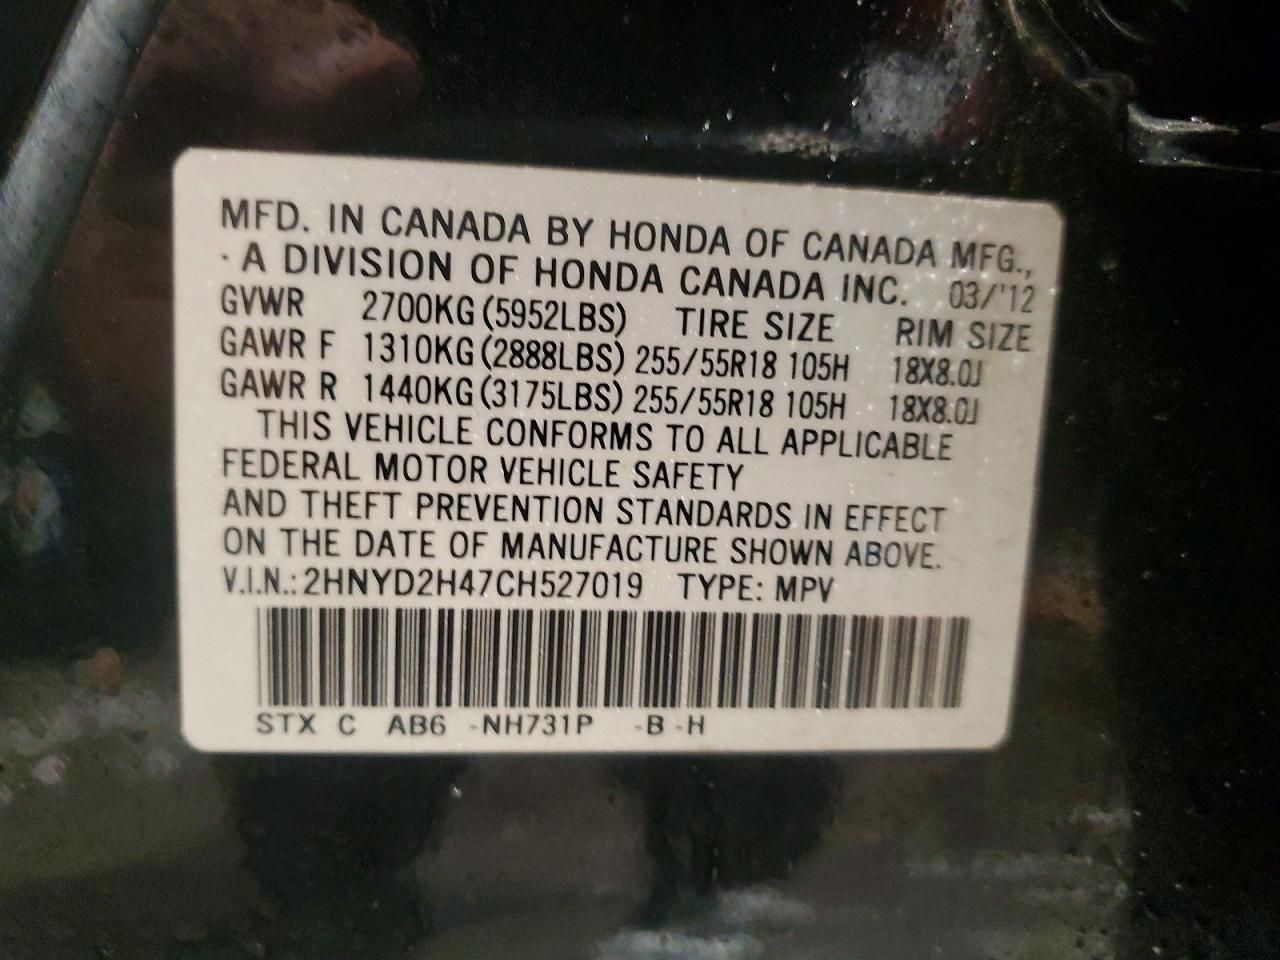 MFD. IN CANADA BY HONDA OF CANADA MFG.,
· A DIVISION OF HONDA CANADA INC. 03/'12
GVWR 2700KG (5952LBS) TIRE SIZE RIM SIZE
GAWR F 1310KG (2888LBS) 255/55R18 105H 18X8.0J
GAWR R 1440KG (3175LBS) 255/55R18 105H 18X8.0J
THIS VEHICLE CONFORMS TO ALL APPLICABLE
FEDERAL MOTOR VEHICLE SAFETY
AND THEFT PREVENTION STANDARDS IN EFFECT
ON THE DATE OF MANUFACTURE SHOWN ABOVE.
V.I.N.: 2HNYD2H47CH527019 TYPE: MPV
STX C AB6 -NH731P -B -H